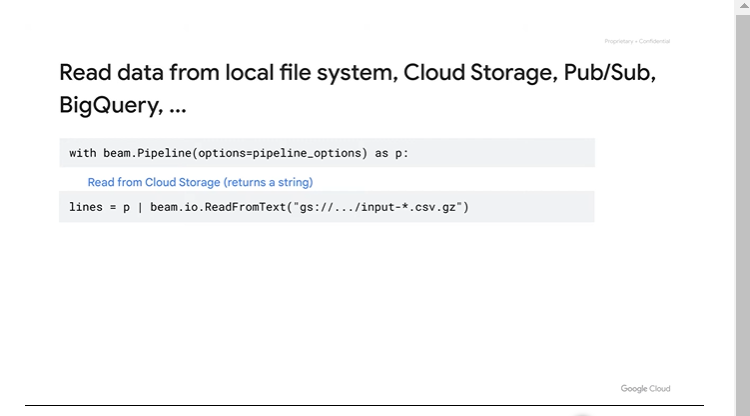 Proprietary + Confidential
Read data from local file system, Cloud Storage, Pub/Sub,
BigQuery, ...
with beam.Pipeline(options=pipeline_options) as p:
Read from Cloud Storage (returns a string)
lines = p | beam.io.ReadFromText("gs://.../input-*.csv.gz")
Google Cloud